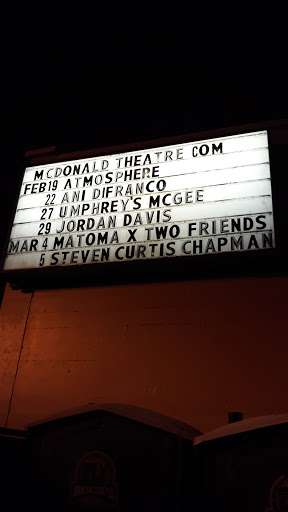 MCDONALD THEATRE COM
FEB19 ATMOSPHERE
22 ANI DIFRANCO
27 UMPHREY'S MCGEE
29 JORDAN DAVIS
MAR 4 MATOMA X TWO FRIENDS
5 STEVEN CURTIS CHAPMAN